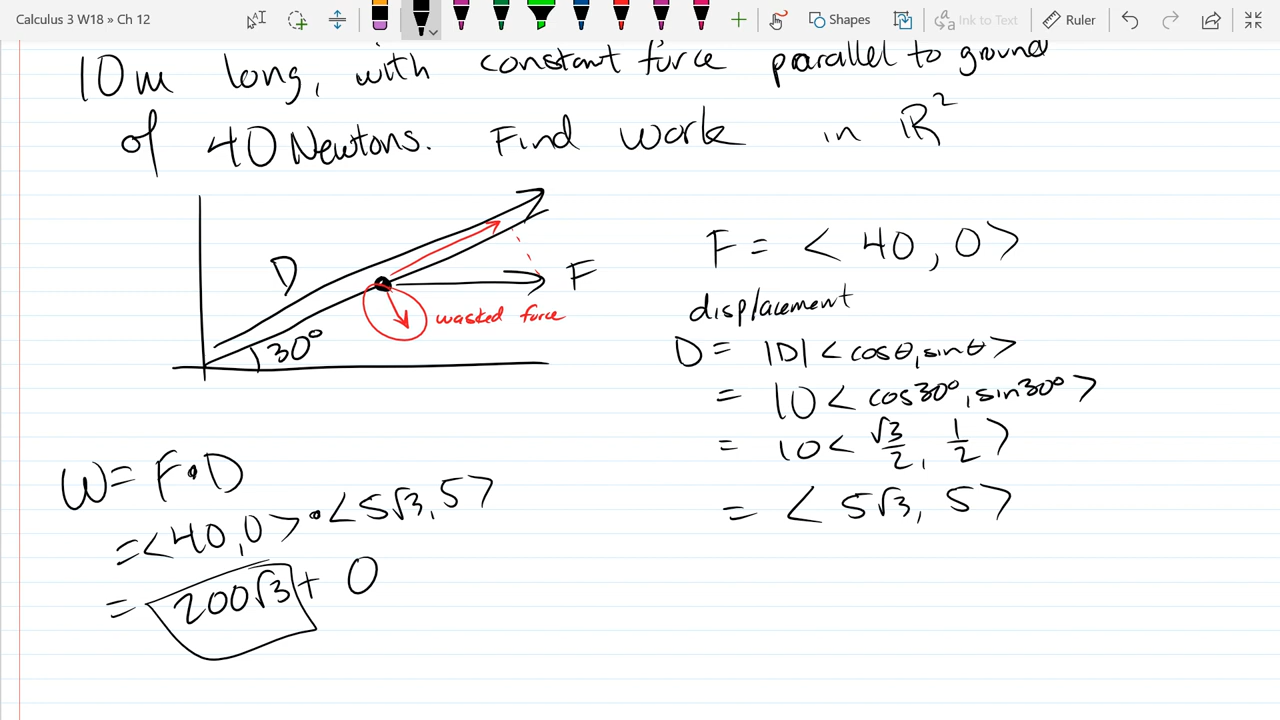 Calculus 3 W18 » Ch 12
Shapes
Ink to Text
Ruler
10m long, with constant force parallel to ground
of 40 Newtons. Find work in ℝ²
D
F
30°
wasted force
F = < 40, 0 >
displacement
D = |D| < cosθ, sinθ >
= 10 < cos30°, sin30° >
= 10 < √3/2, 1/2 >
= < 5√3, 5 >
W = F • D
= <40, 0> • <5√3, 5>
= 200√3 + 0